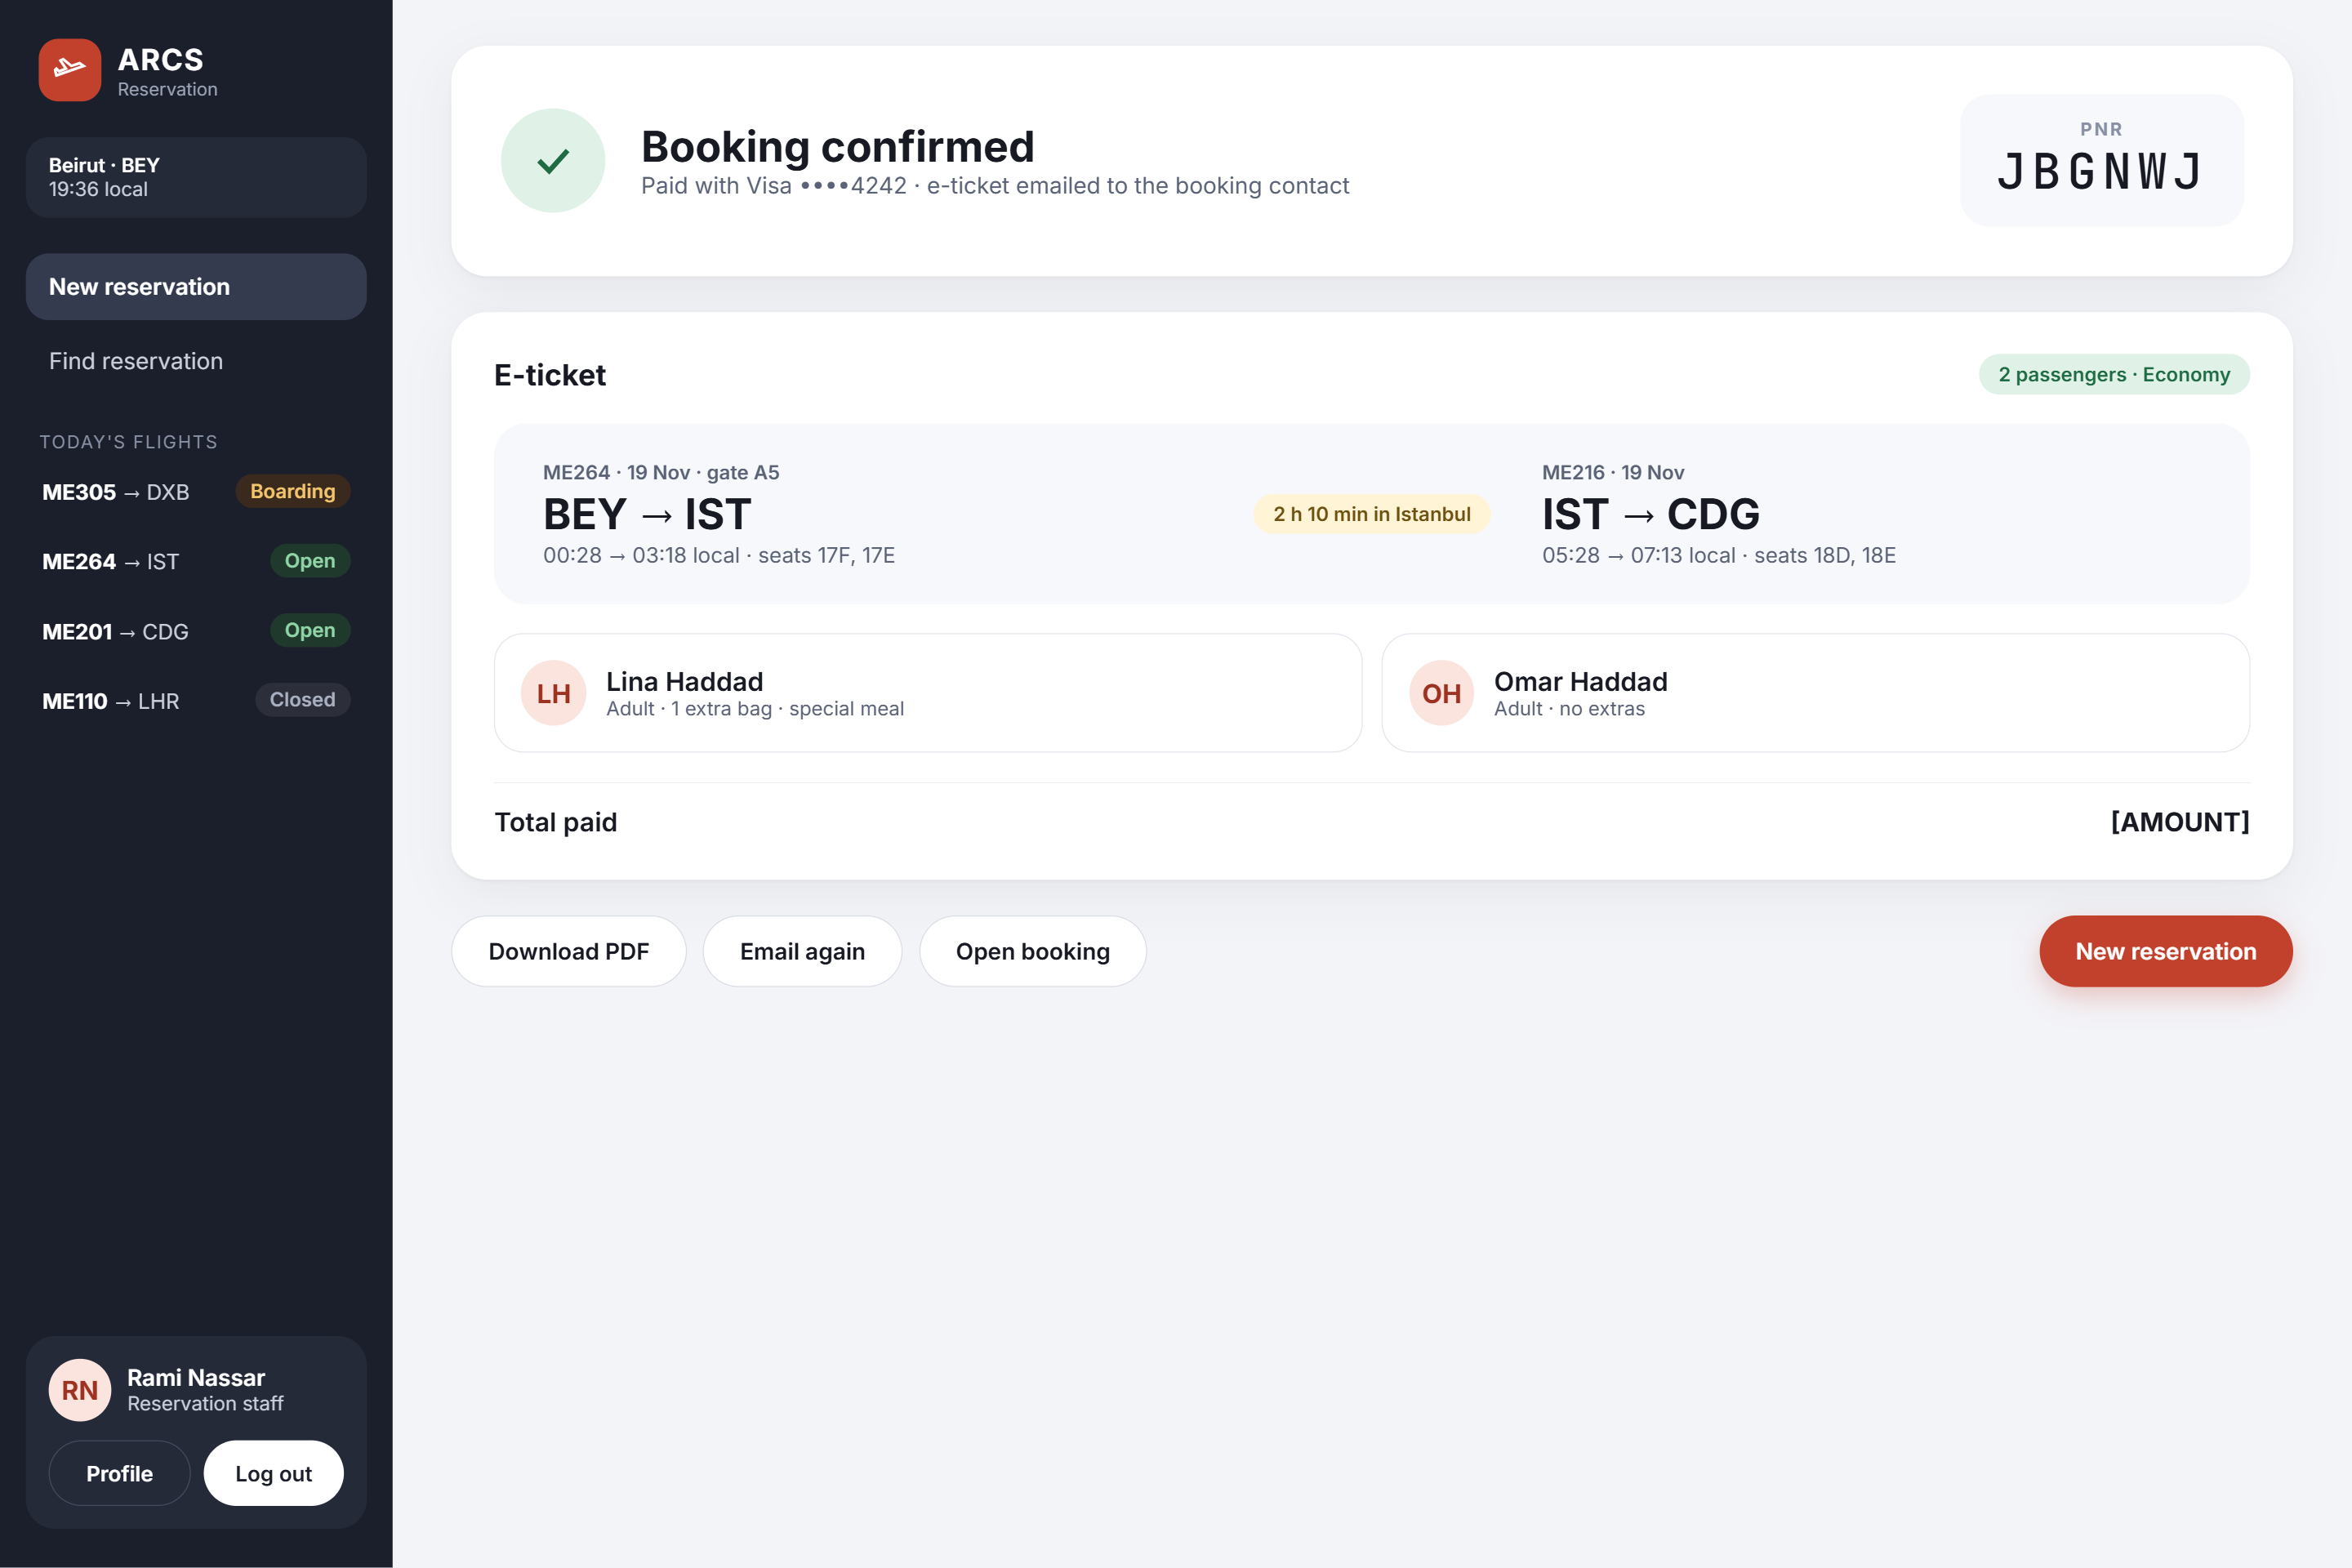 ARCS
Reservation
Beirut · BEY
19:36 local
New reservation
Find reservation
TODAY'S FLIGHTS
ME305 → DXB Boarding
ME264 → IST Open
ME201 → CDG Open
ME110 → LHR Closed
RN
Rami Nassar
Reservation staff
Profile Log out
Booking confirmed
Paid with Visa ••••4242 · e-ticket emailed to the booking contact
PNR
JBGNWJ
E-ticket
2 passengers · Economy
ME264 · 19 Nov · gate A5
BEY → IST
00:28 → 03:18 local · seats 17F, 17E
2 h 10 min in Istanbul
ME216 · 19 Nov
IST → CDG
05:28 → 07:13 local · seats 18D, 18E
LH
Lina Haddad
Adult · 1 extra bag · special meal
OH
Omar Haddad
Adult · no extras
Total paid [AMOUNT]
Download PDF Email again Open booking New reservation